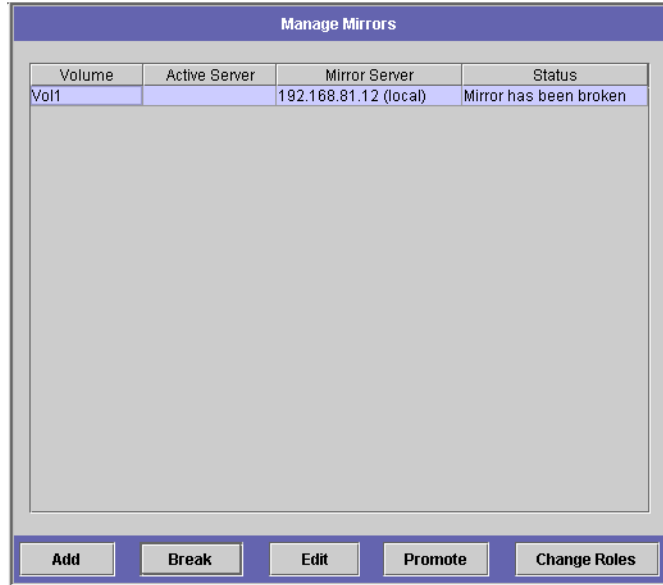 Manage Mirrors
Volume Active Server Mirror Server Status
Vol1 192.168.81.12 (local) Mirror has been broken
Add Break Edit Promote Change Roles